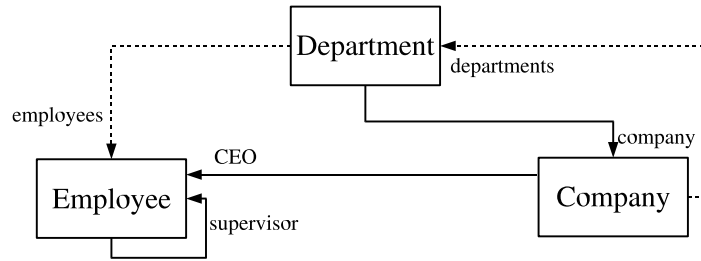 Department
departments
employees
company
CEO
Employee
Company
supervisor